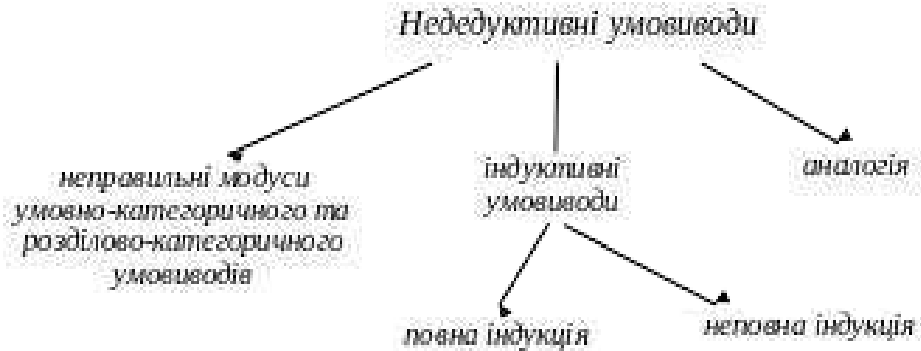 Недедуктивні умовиводи
неправильні модуси
умовно-категоричного та
розділово-категоричного
умовиводів
індуктивні
умовиводи
аналогія
повна індукція
неповна індукція